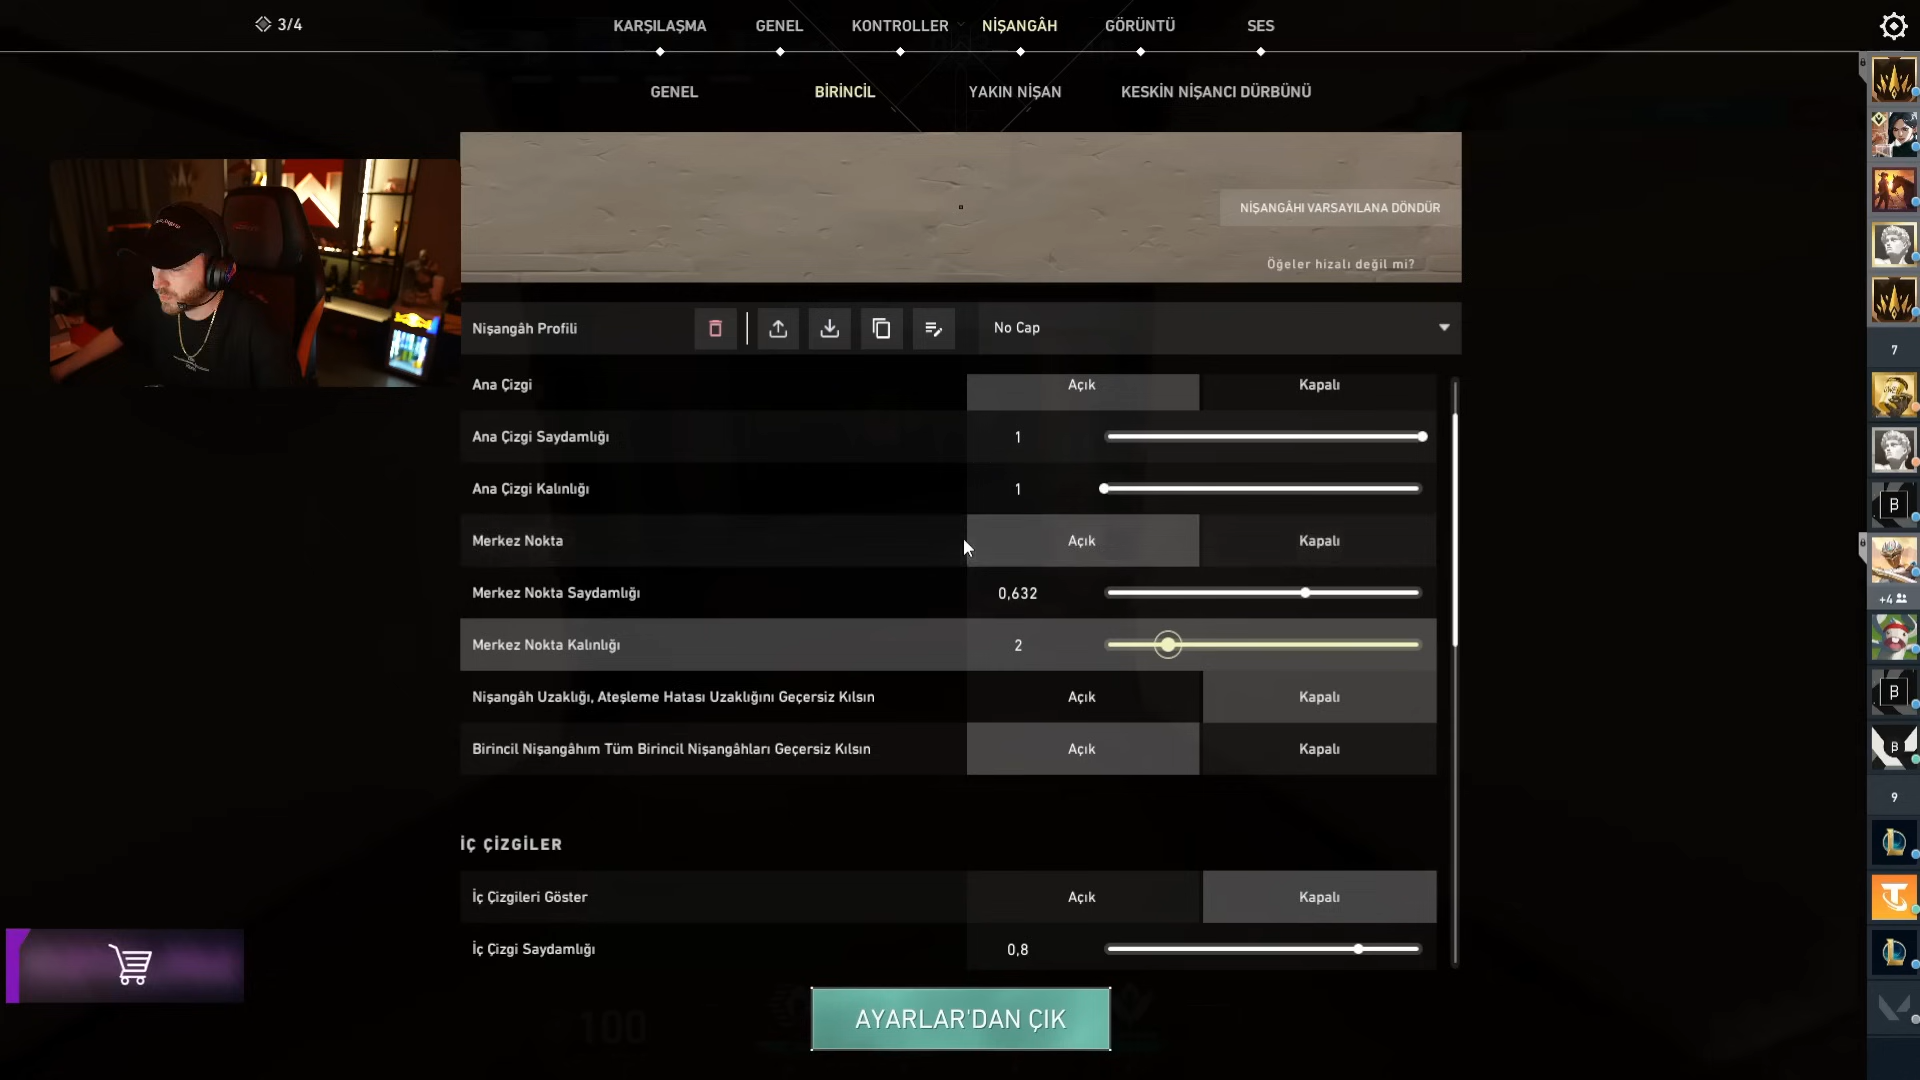 3/4
KARŞILAŞMA GENEL KONTROLLER NİŞANGÂH GÖRÜNTÜ SES
GENEL BİRİNCİL YAKIN NİŞAN KESKİN NİŞANCI DÜRBÜNÜ
NİŞANGÂHI VARSAYILANA DÖNDÜR
Öğeler hizalı değil mi?
Nişangâh Profili No Cap
Ana Çizgi Açık Kapalı
Ana Çizgi Saydamlığı 1
Ana Çizgi Kalınlığı 1
Merkez Nokta Açık Kapalı
Merkez Nokta Saydamlığı 0,632
Merkez Nokta Kalınlığı 2
Nişangâh Uzaklığı, Ateşleme Hatası Uzaklığını Geçersiz Kılsın Açık Kapalı
Birincil Nişangâhım Tüm Birincil Nişangâhları Geçersiz Kılsın Açık Kapalı
İÇ ÇİZGİLER
İç Çizgileri Göster Açık Kapalı
İç Çizgi Saydamlığı 0,8
100
AYARLAR'DAN ÇIK
7
+4
9